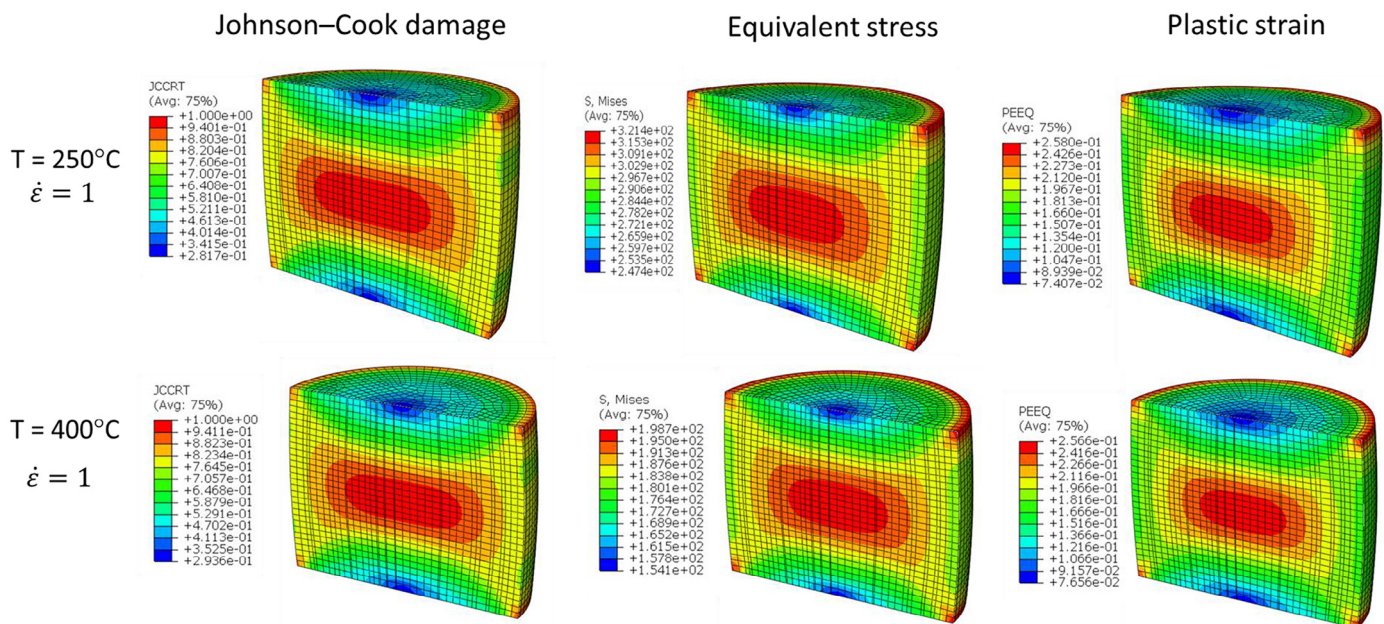 Johnson–Cook damage
Equivalent stress
Plastic strain
T = 250°C
ε̇ = 1
JCCRT
(Avg: 75%)
+1.000e+00
+9.401e-01
+8.803e-01
+8.204e-01
+7.606e-01
+7.007e-01
+6.408e-01
+5.810e-01
+5.211e-01
+4.613e-01
+4.014e-01
+3.415e-01
+2.817e-01
S, Mises
(Avg: 75%)
+3.214e+02
+3.153e+02
+3.091e+02
+3.029e+02
+2.967e+02
+2.906e+02
+2.844e+02
+2.782e+02
+2.721e+02
+2.659e+02
+2.597e+02
+2.535e+02
+2.474e+02
PEEQ
(Avg: 75%)
+2.580e-01
+2.426e-01
+2.273e-01
+2.120e-01
+1.967e-01
+1.813e-01
+1.660e-01
+1.507e-01
+1.354e-01
+1.200e-01
+1.047e-01
+8.939e-02
+7.407e-02
T = 400°C
ε̇ = 1
JCCRT
(Avg: 75%)
+1.000e+00
+9.411e-01
+8.823e-01
+8.234e-01
+7.645e-01
+7.057e-01
+6.468e-01
+5.879e-01
+5.291e-01
+4.702e-01
+4.113e-01
+3.525e-01
+2.936e-01
S, Mises
(Avg: 75%)
+1.987e+02
+1.950e+02
+1.913e+02
+1.876e+02
+1.838e+02
+1.801e+02
+1.764e+02
+1.727e+02
+1.689e+02
+1.652e+02
+1.615e+02
+1.578e+02
+1.541e+02
PEEQ
(Avg: 75%)
+2.566e-01
+2.416e-01
+2.266e-01
+2.116e-01
+1.966e-01
+1.816e-01
+1.666e-01
+1.516e-01
+1.366e-01
+1.216e-01
+1.066e-01
+9.157e-02
+7.656e-02